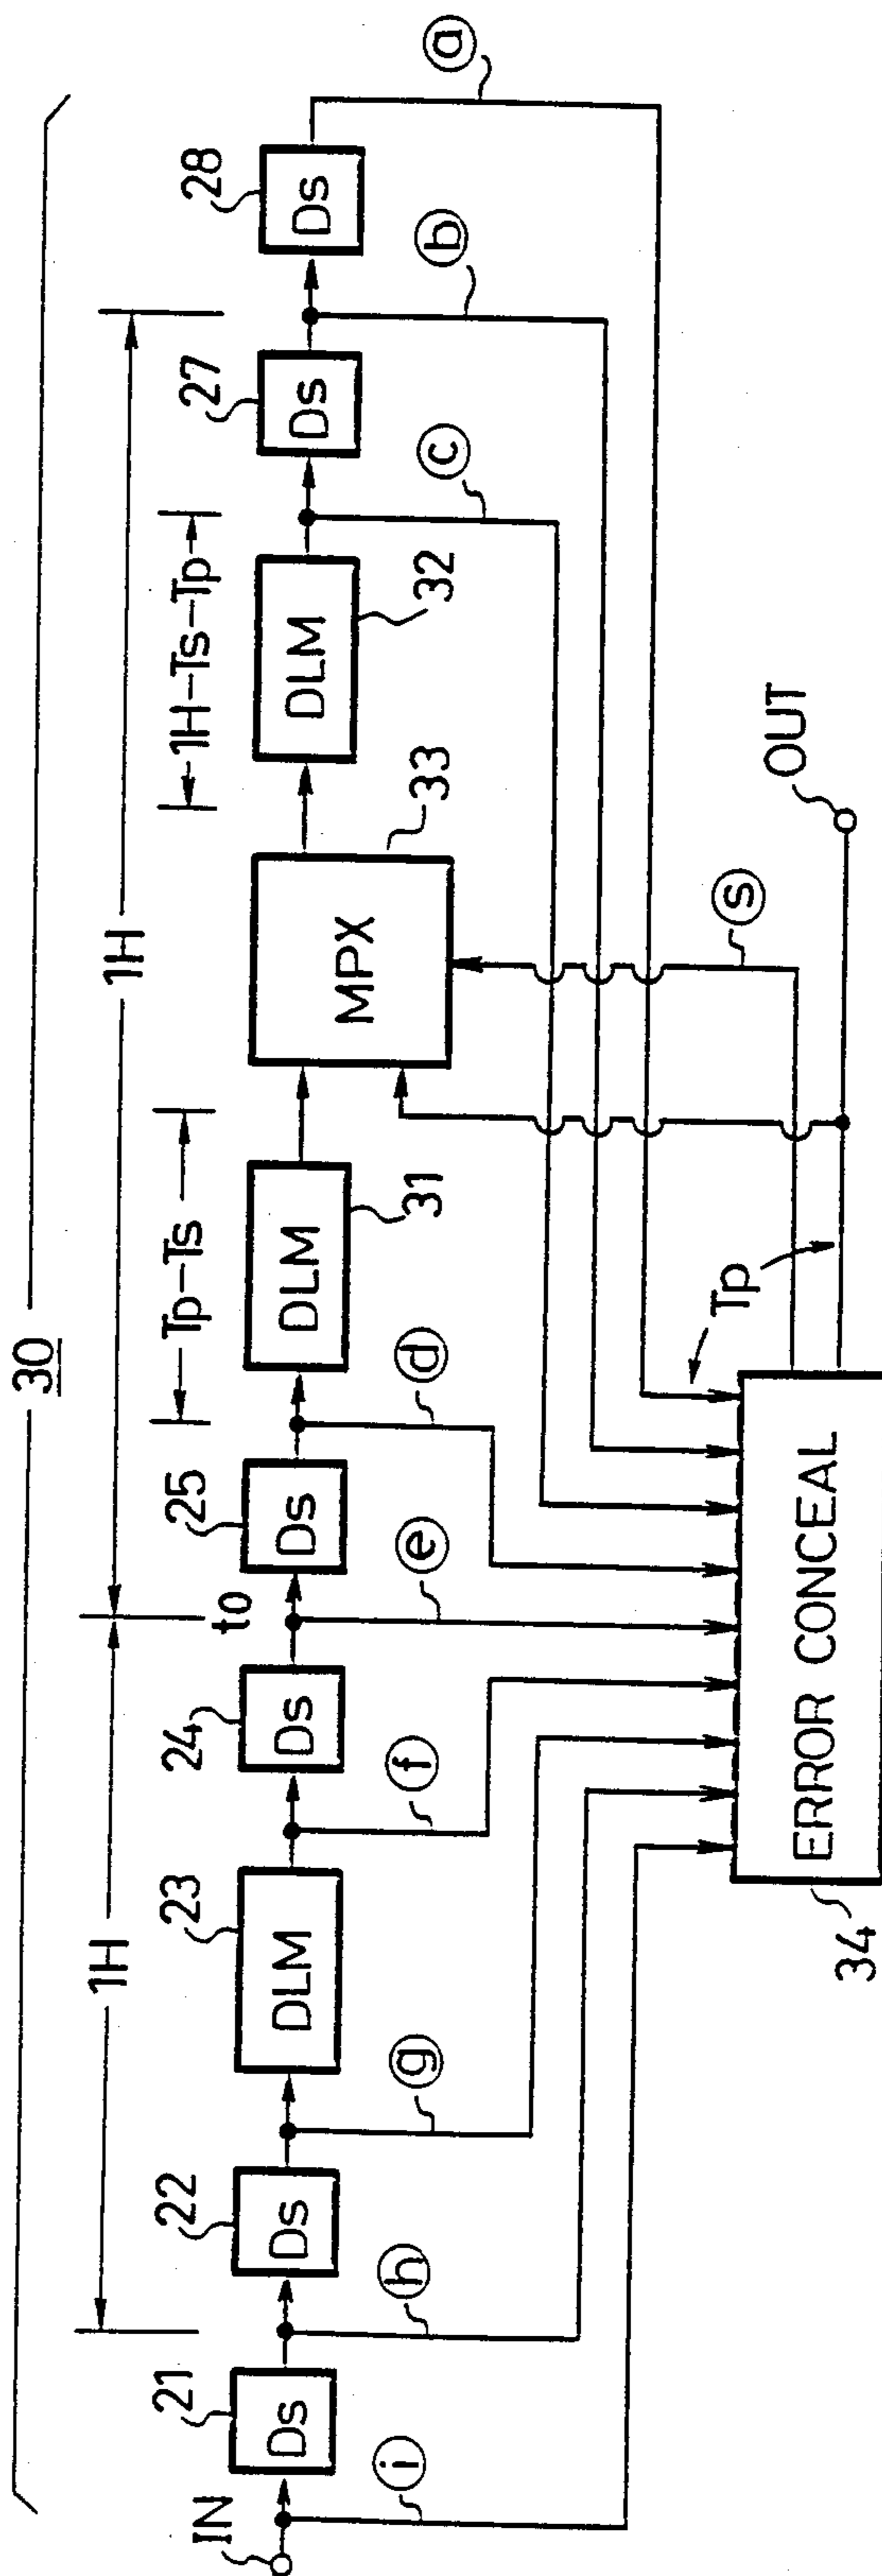 30
1H
1H
Tp-Ts
1H-Ts-Tp
IN
21
Ds
22
Ds
23
DLM
24
Ds
to
25
Ds
DLM
31
MPX
33
DLM
32
27
Ds
28
Ds
i
h
g
f
e
d
c
b
a
s
Tp
OUT
ERROR CONCEAL
34